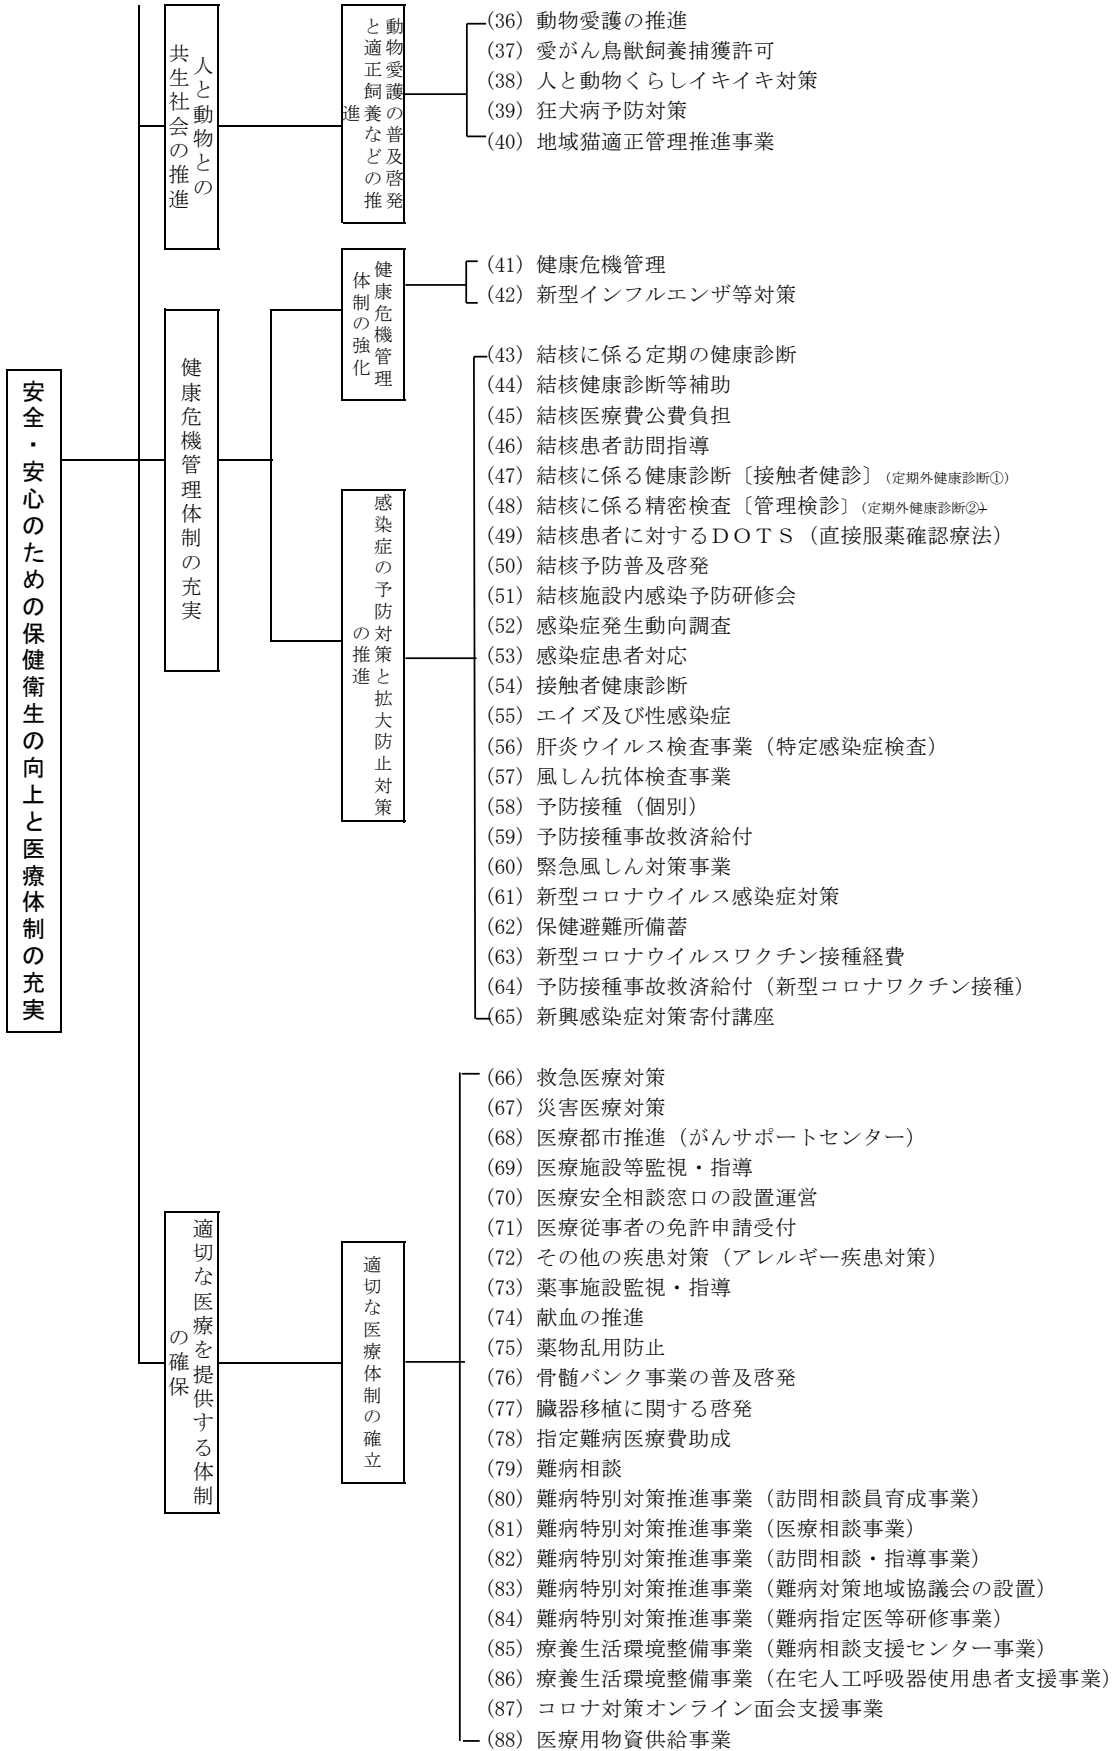 安全・安心のための保健衛生の向上と医療体制の充実
人と動物との
共生社会の推進
動物愛護の普及啓発
と適正飼養などの推
進
(36) 動物愛護の推進
(37) 愛がん鳥獣飼養捕獲許可
(38) 人と動物くらしイキイキ対策
(39) 狂犬病予防対策
(40) 地域猫適正管理推進事業
健康危機管理体制の充実
健康危機管理
体制の強化
(41) 健康危機管理
(42) 新型インフルエンザ等対策
感染症の予防対策と拡大防止対策
の推進
(43) 結核に係る定期の健康診断
(44) 結核健康診断等補助
(45) 結核医療費公費負担
(46) 結核患者訪問指導
(47) 結核に係る健康診断〔接触者健診〕(定期外健康診断①)
(48) 結核に係る精密検査〔管理検診〕(定期外健康診断②)
(49) 結核患者に対するＤＯＴＳ（直接服薬確認療法）
(50) 結核予防普及啓発
(51) 結核施設内感染予防研修会
(52) 感染症発生動向調査
(53) 感染症患者対応
(54) 接触者健康診断
(55) エイズ及び性感染症
(56) 肝炎ウイルス検査事業（特定感染症検査）
(57) 風しん抗体検査事業
(58) 予防接種（個別）
(59) 予防接種事故救済給付
(60) 緊急風しん対策事業
(61) 新型コロナウイルス感染症対策
(62) 保健避難所備蓄
(63) 新型コロナウイルスワクチン接種経費
(64) 予防接種事故救済給付（新型コロナワクチン接種）
(65) 新興感染症対策寄付講座
適切な医療を提供する体制
の確保
適切な医療体制の確立
(66) 救急医療対策
(67) 災害医療対策
(68) 医療都市推進（がんサポートセンター）
(69) 医療施設等監視・指導
(70) 医療安全相談窓口の設置運営
(71) 医療従事者の免許申請受付
(72) その他の疾患対策（アレルギー疾患対策）
(73) 薬事施設監視・指導
(74) 献血の推進
(75) 薬物乱用防止
(76) 骨髄バンク事業の普及啓発
(77) 臓器移植に関する啓発
(78) 指定難病医療費助成
(79) 難病相談
(80) 難病特別対策推進事業（訪問相談員育成事業）
(81) 難病特別対策推進事業（医療相談事業）
(82) 難病特別対策推進事業（訪問相談・指導事業）
(83) 難病特別対策推進事業（難病対策地域協議会の設置）
(84) 難病特別対策推進事業（難病指定医等研修事業）
(85) 療養生活環境整備事業（難病相談支援センター事業）
(86) 療養生活環境整備事業（在宅人工呼吸器使用患者支援事業）
(87) コロナ対策オンライン面会支援事業
(88) 医療用物資供給事業